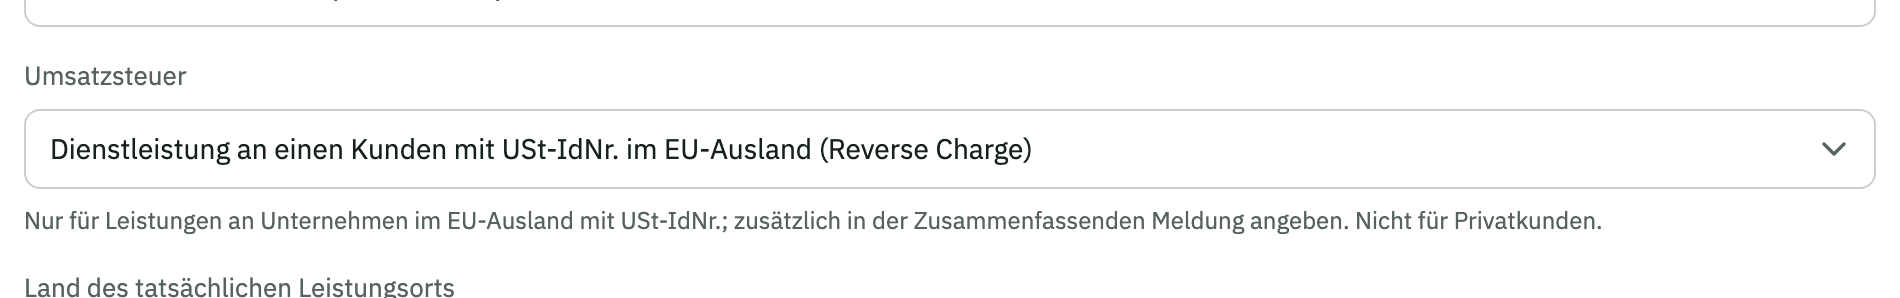 Umsatzsteuer
Dienstleistung an einen Kunden mit USt-IdNr. im EU-Ausland (Reverse Charge)
Nur für Leistungen an Unternehmen im EU-Ausland mit USt-IdNr.; zusätzlich in der Zusammenfassenden Meldung angeben. Nicht für Privatkunden.
Land des tatsächlichen Leistungsorts